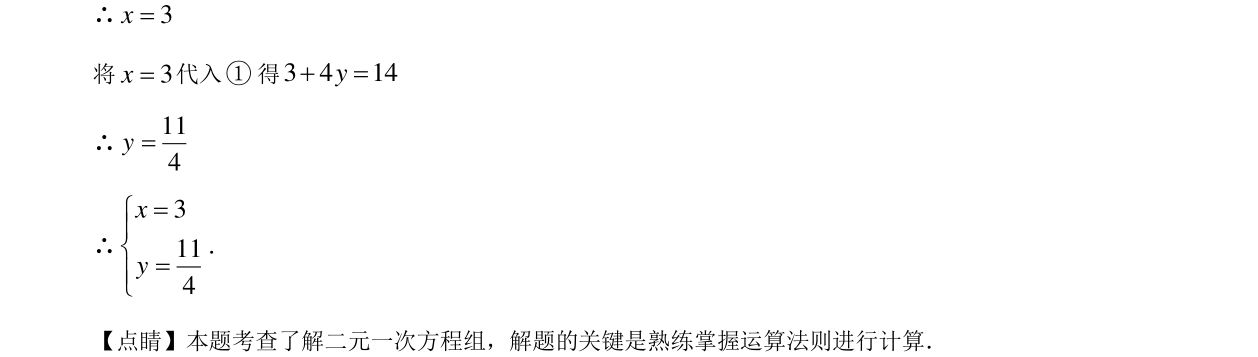 ∴ x = 3
将 x = 3 代入①得 3 + 4y = 14
∴ y = 11/4
∴ { x = 3
y = 11/4 .
【点睛】本题考查了解二元一次方程组，解题的关键是熟练掌握运算法则进行计算．